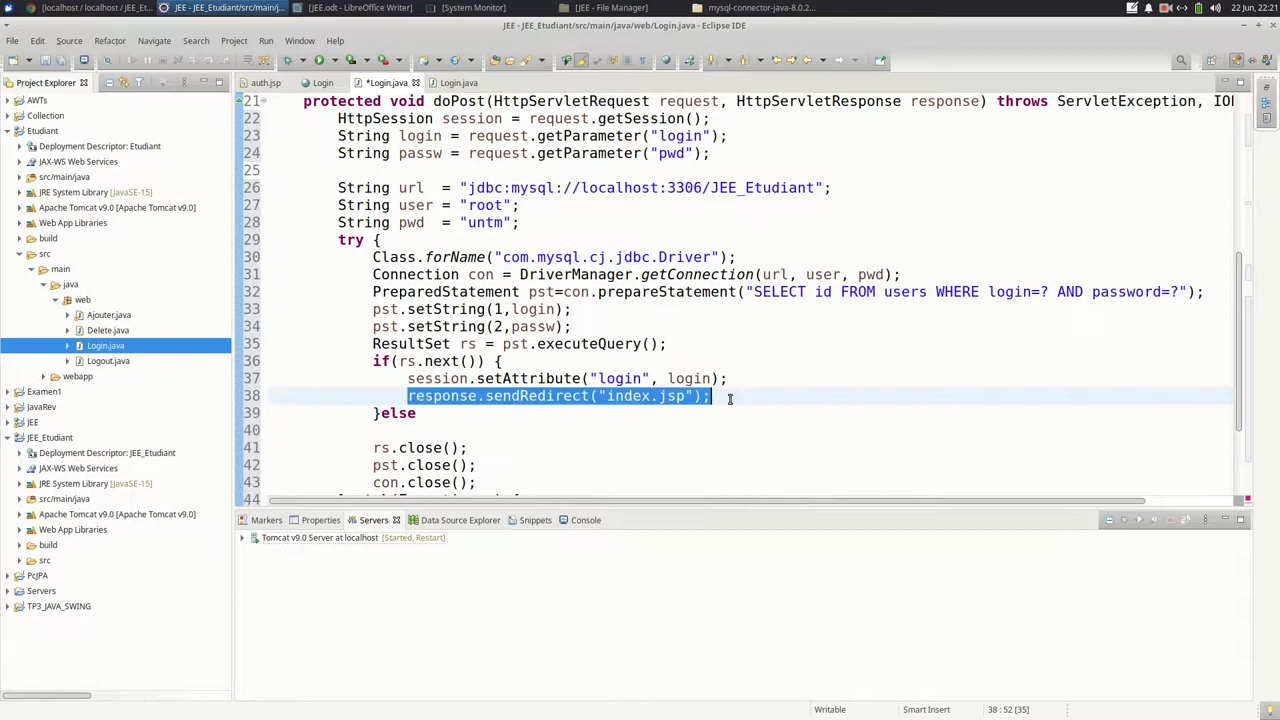 [localhost / localhost / JEE_Et...
JEE - JEE_Etudiant/src/main/j...
[JEE.odt - LibreOffice Writer]
[System Monitor]
[JEE - File Manager]
mysql-connector-java-8.0.2...
22 Jun, 22:21
JEE - JEE_Etudiant/src/main/java/web/Login.java - Eclipse IDE
File Edit Source Refactor Navigate Search Project Run Window Help
Project Explorer
auth.jsp Login *Login.java Login.java
AWTs
Collection
Etudiant
Deployment Descriptor: Etudiant
JAX-WS Web Services
src/main/java
JRE System Library [JavaSE-15]
Apache Tomcat v9.0 [Apache Tomcat v9.0]
Web App Libraries
build
src
main
java
web
Ajouter.java
Delete.java
Login.java
Logout.java
webapp
Examen1
JavaRev
JEE
JEE_Etudiant
Deployment Descriptor: JEE_Etudiant
JAX-WS Web Services
JRE System Library [JavaSE-15]
src/main/java
Apache Tomcat v9.0 [Apache Tomcat v9.0]
Web App Libraries
build
src
PcJPA
Servers
TP3_JAVA_SWING
21 protected void doPost(HttpServletRequest request, HttpServletResponse response) throws ServletException, IOE
22 HttpSession session = request.getSession();
23 String login = request.getParameter("login");
24 String passw = request.getParameter("pwd");
25
26 String url = "jdbc:mysql://localhost:3306/JEE_Etudiant";
27 String user = "root";
28 String pwd = "untm";
29 try {
30 Class.forName("com.mysql.cj.jdbc.Driver");
31 Connection con = DriverManager.getConnection(url, user, pwd);
32 PreparedStatement pst=con.prepareStatement("SELECT id FROM users WHERE login=? AND password=?");
33 pst.setString(1,login);
34 pst.setString(2,passw);
35 ResultSet rs = pst.executeQuery();
36 if(rs.next()) {
37 session.setAttribute("login", login);
38 response.sendRedirect("index.jsp");
39 }else
40
41 rs.close();
42 pst.close();
43 con.close();
44
Markers Properties Servers Data Source Explorer Snippets Console
Tomcat v9.0 Server at localhost [Started, Restart]
Writable Smart Insert 38 : 52 [35]